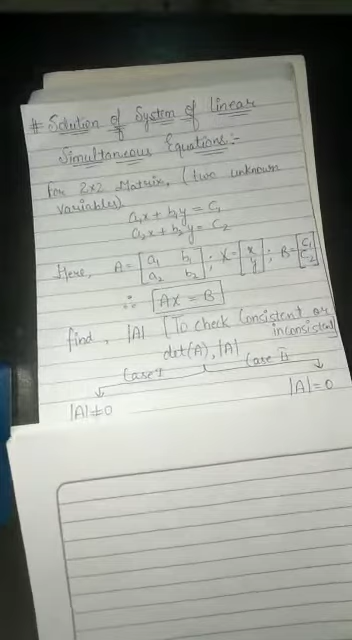 # Solution of System of Linear
Simultaneous Equations:-
For 2x2 Matrix, (two unknown
variables)
a₁x + b₁y = C₁
a₂x + b₂y = C₂
Here, A = [a₁ b₁; a₂ b₂] ; X = [x; y] ; B = [C₁; C₂]
∴ AX = B
find, |A| [To check Consistent or
inconsistent]
det(A), |A|
Case I Case II
|A| ≠ 0 |A| = 0